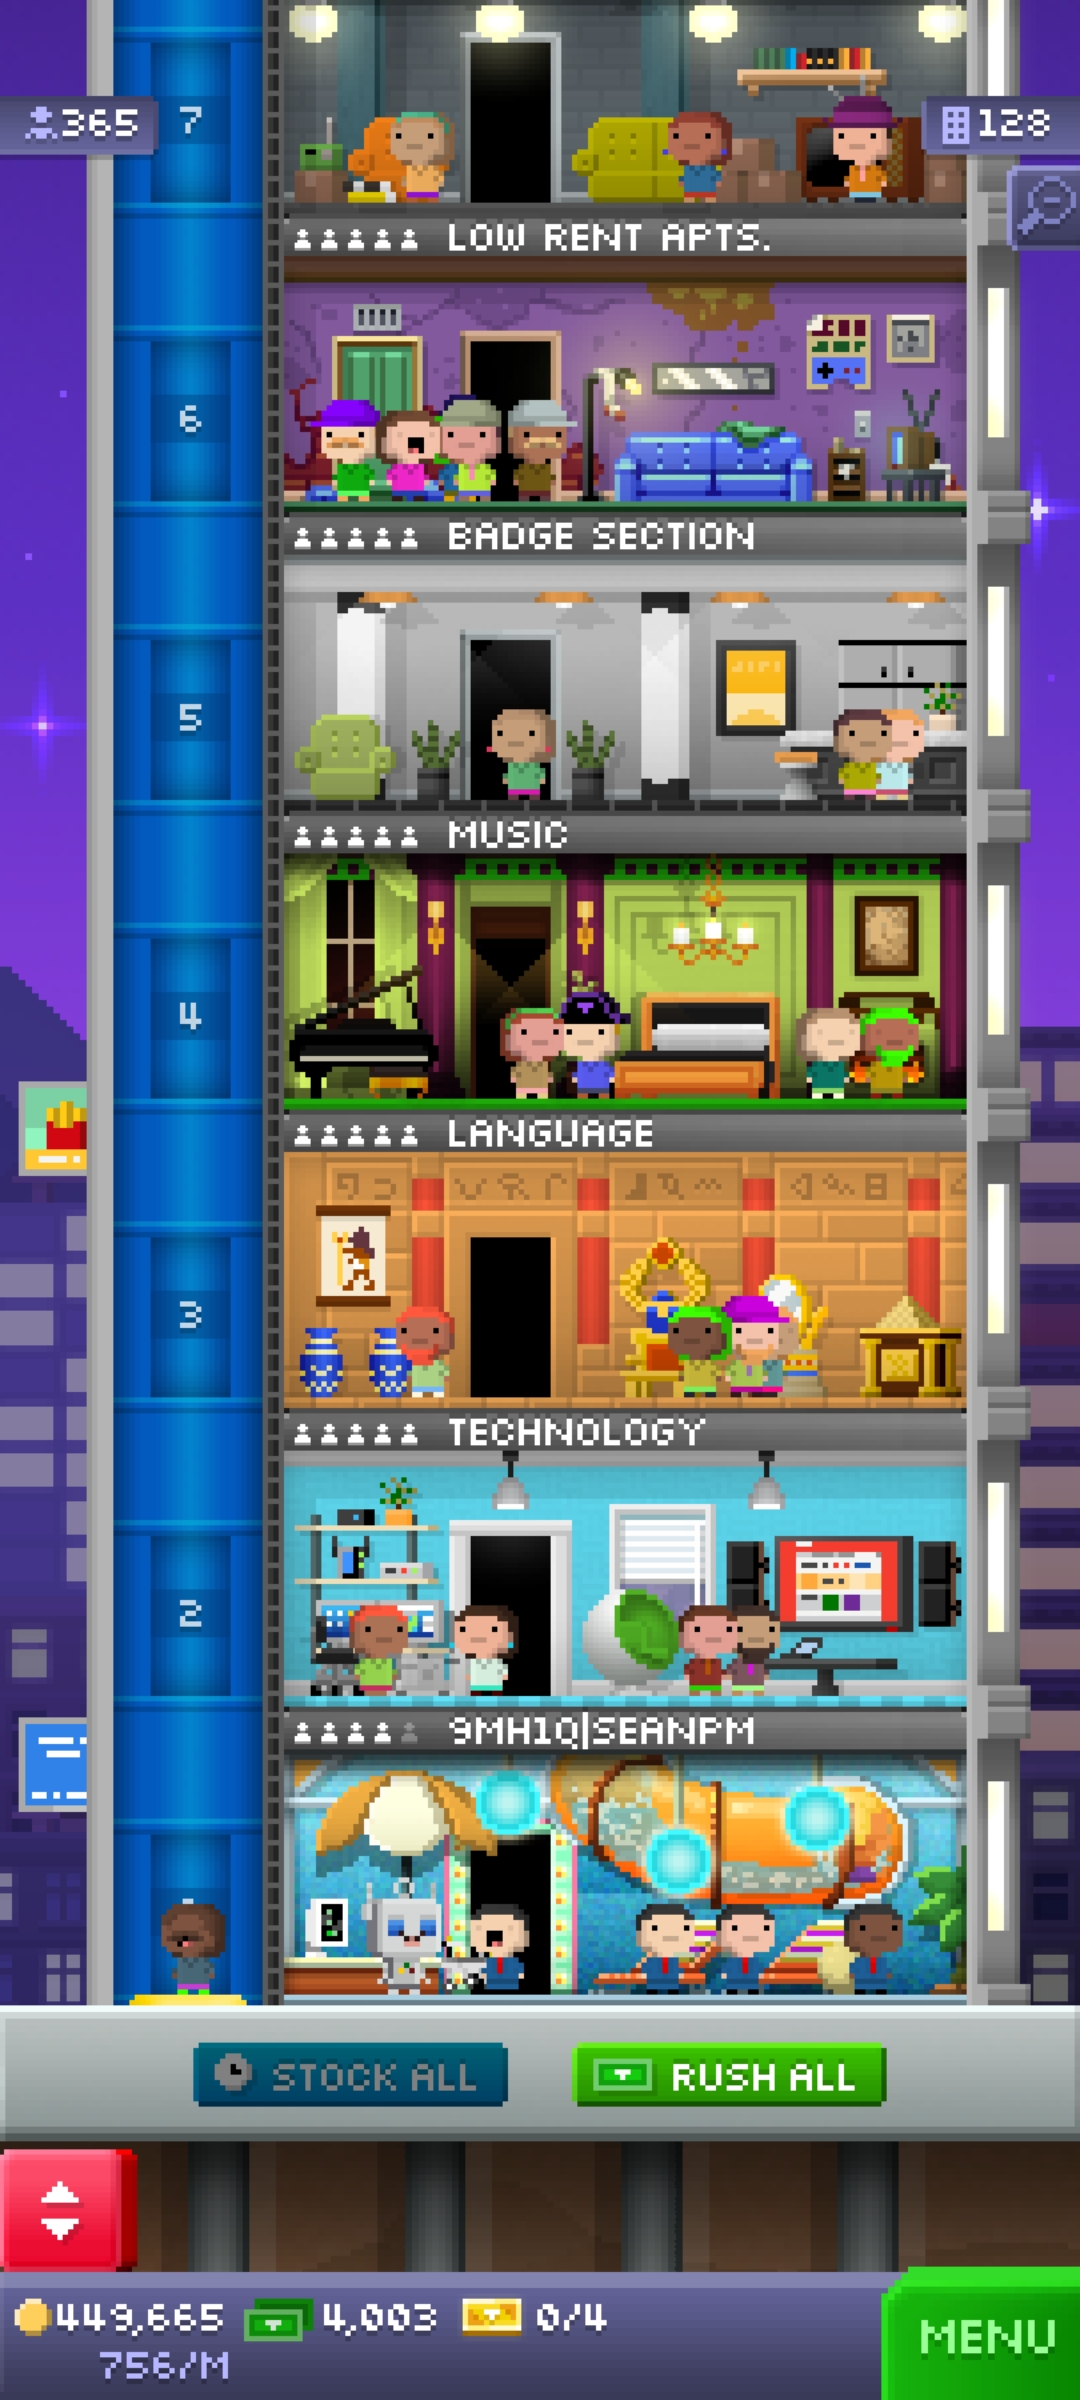 365
7
128
LOW RENT APTS.
6
BADGE SECTION
5
MUSIC
4
LANGUAGE
3
TECHNOLOGY
2
9MH1Q|SEANPM
STOCK ALL
RUSH ALL
449,665
4,003
0/4
756/M
MENU